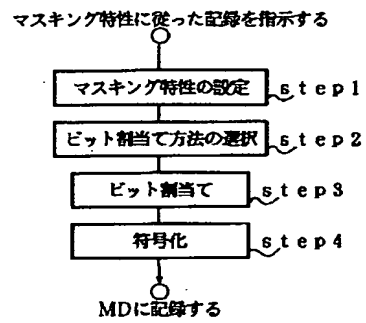 マスキング特性に従った記録を指示する
マスキング特性の設定 step1
ビット割当て方法の選択 step2
ビット割当て step3
符号化 step4
MDに記録する